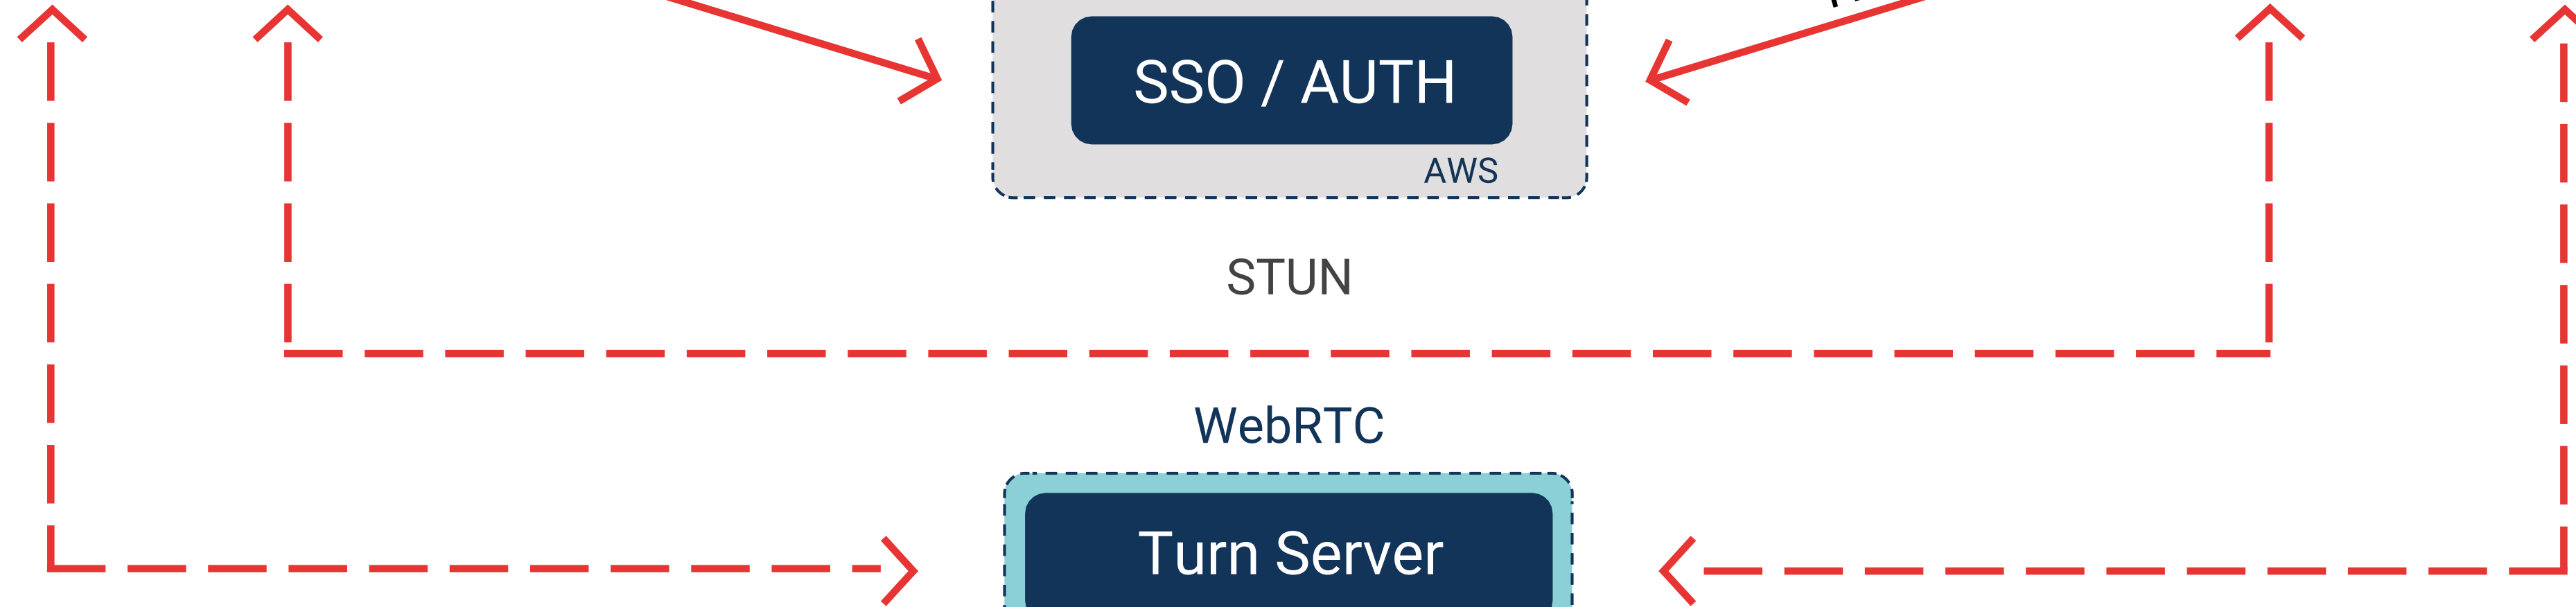 SSO / AUTH
AWS
STUN
WebRTC
Turn Server